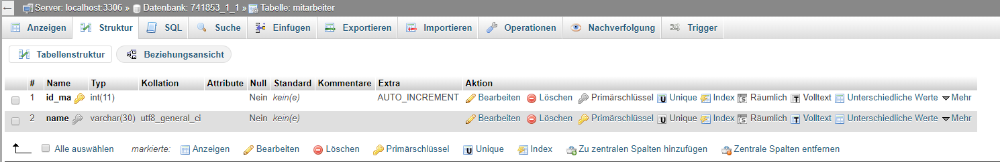 Server: localhost:3306 » Datenbank: 741853_1_1 » Tabelle: mitarbeiter
Anzeigen Struktur SQL Suche Einfügen Exportieren Importieren Operationen Nachverfolgung Trigger
Tabellenstruktur Beziehungsansicht
# Name Typ Kollation Attribute Null Standard Kommentare Extra Aktion
1 id_ma int(11) Nein kein(e) AUTO_INCREMENT Bearbeiten Löschen Primärschlüssel Unique Index Räumlich Volltext Unterschiedliche Werte Mehr
2 name varchar(30) utf8_general_ci Nein kein(e) Bearbeiten Löschen Primärschlüssel Unique Index Räumlich Volltext Unterschiedliche Werte Mehr
Alle auswählen markierte: Anzeigen Bearbeiten Löschen Primärschlüssel Unique Index Zu zentralen Spalten hinzufügen Zentrale Spalten entfernen